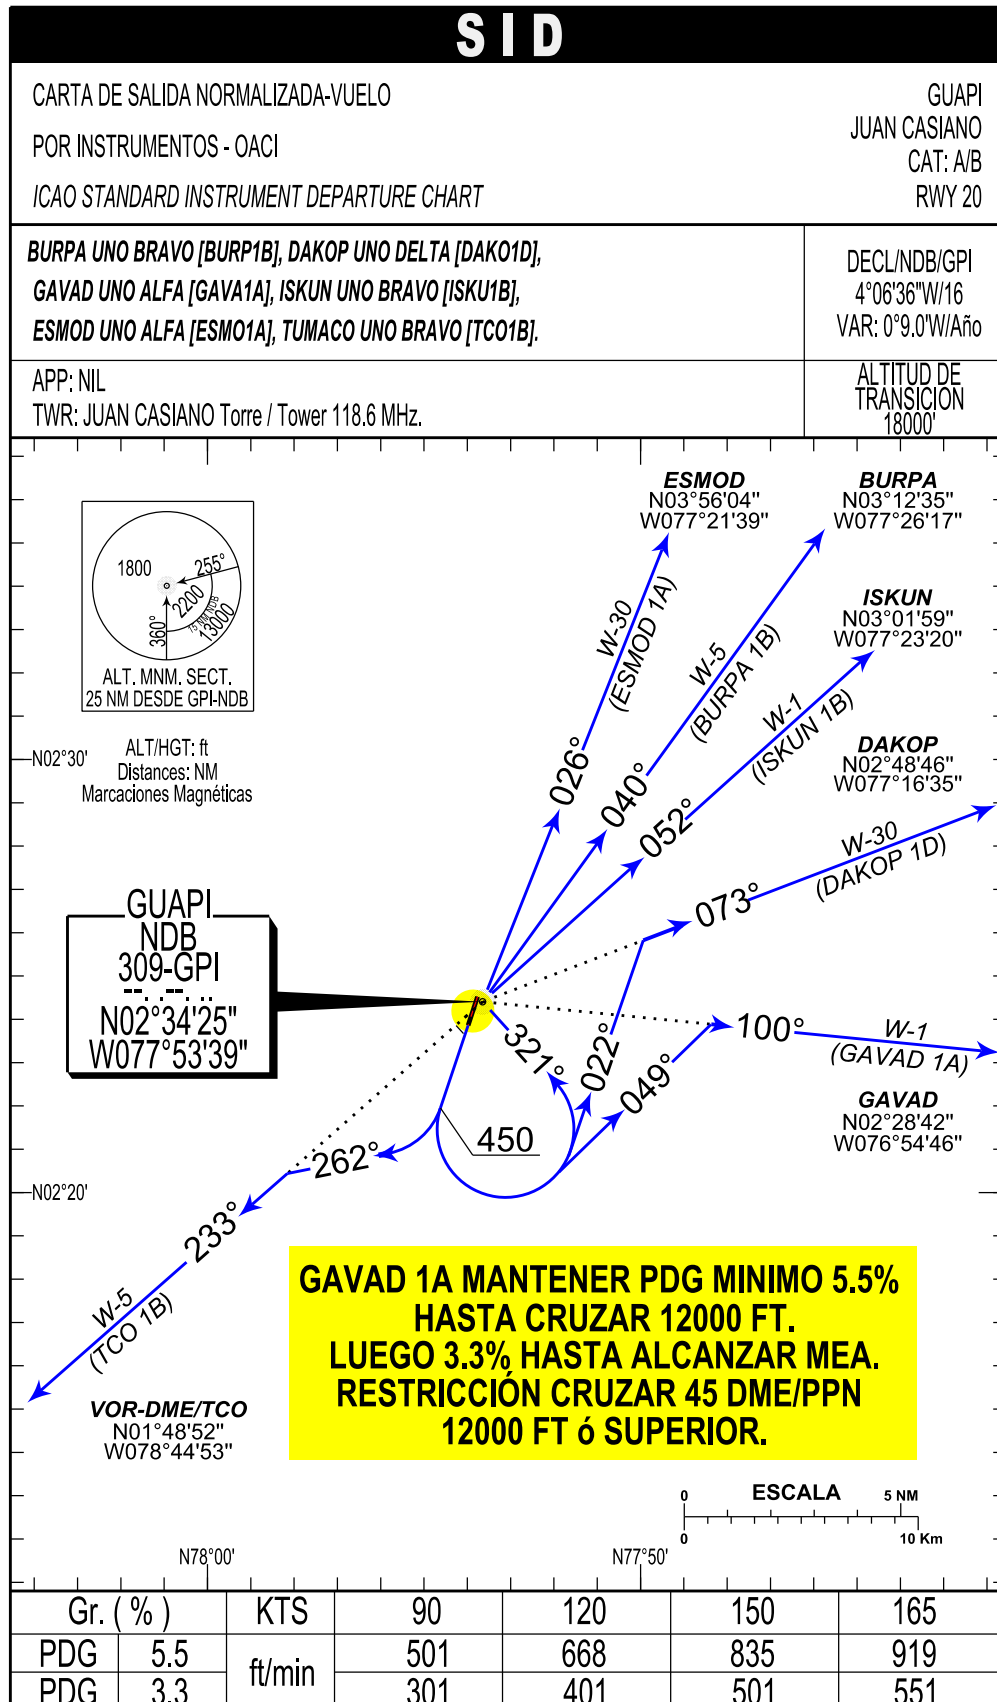 SID
CARTA DE SALIDA NORMALIZADA-VUELO
POR INSTRUMENTOS - OACI
ICAO STANDARD INSTRUMENT DEPARTURE CHART
GUAPI
JUAN CASIANO
CAT: A/B
RWY 20
BURPA UNO BRAVO [BURP1B], DAKOP UNO DELTA [DAKO1D],
GAVAD UNO ALFA [GAVA1A], ISKUN UNO BRAVO [ISKU1B],
ESMOD UNO ALFA [ESMO1A], TUMACO UNO BRAVO [TCO1B].
DECL/NDB/GPI
4°06'36"W/16
VAR: 0°9.0'W/Año
APP: NIL
TWR: JUAN CASIANO Torre / Tower 118.6 MHz.
ALTITUD DE
TRANSICION
18000'
ESMOD
N03°56'04"
W077°21'39"
BURPA
N03°12'35"
W077°26'17"
1800
255°
2200
15 NM NDB
13000
360°
ALT. MNM. SECT.
25 NM DESDE GPI-NDB
ISKUN
N03°01'59"
W077°23'20"
W-30
(ESMOD 1A)
W-5
(BURPA 1B)
W-1
(ISKUN 1B)
N02°30'
ALT/HGT: ft
Distances: NM
Marcaciones Magnéticas
DAKOP
N02°48'46"
W077°16'35"
026°
040°
052°
W-30
(DAKOP 1D)
073°
GUAPI
NDB
309-GPI
--. .--. ..
N02°34'25"
W077°53'39"
321°
022°
049°
100°
W-1
(GAVAD 1A)
GAVAD
N02°28'42"
W076°54'46"
450
262°
N02°20'
233°
W-5
(TCO 1B)
GAVAD 1A MANTENER PDG MINIMO 5.5%
HASTA CRUZAR 12000 FT.
LUEGO 3.3% HASTA ALCANZAR MEA.
RESTRICCIÓN CRUZAR 45 DME/PPN
12000 FT ó SUPERIOR.
VOR-DME/TCO
N01°48'52"
W078°44'53"
0 ESCALA 5 NM
0 10 Km
N78°00'
N77°50'
Gr. ( % ) KTS 90 120 150 165
PDG 5.5 ft/min 501 668 835 919
PDG 3.3 301 401 501 551